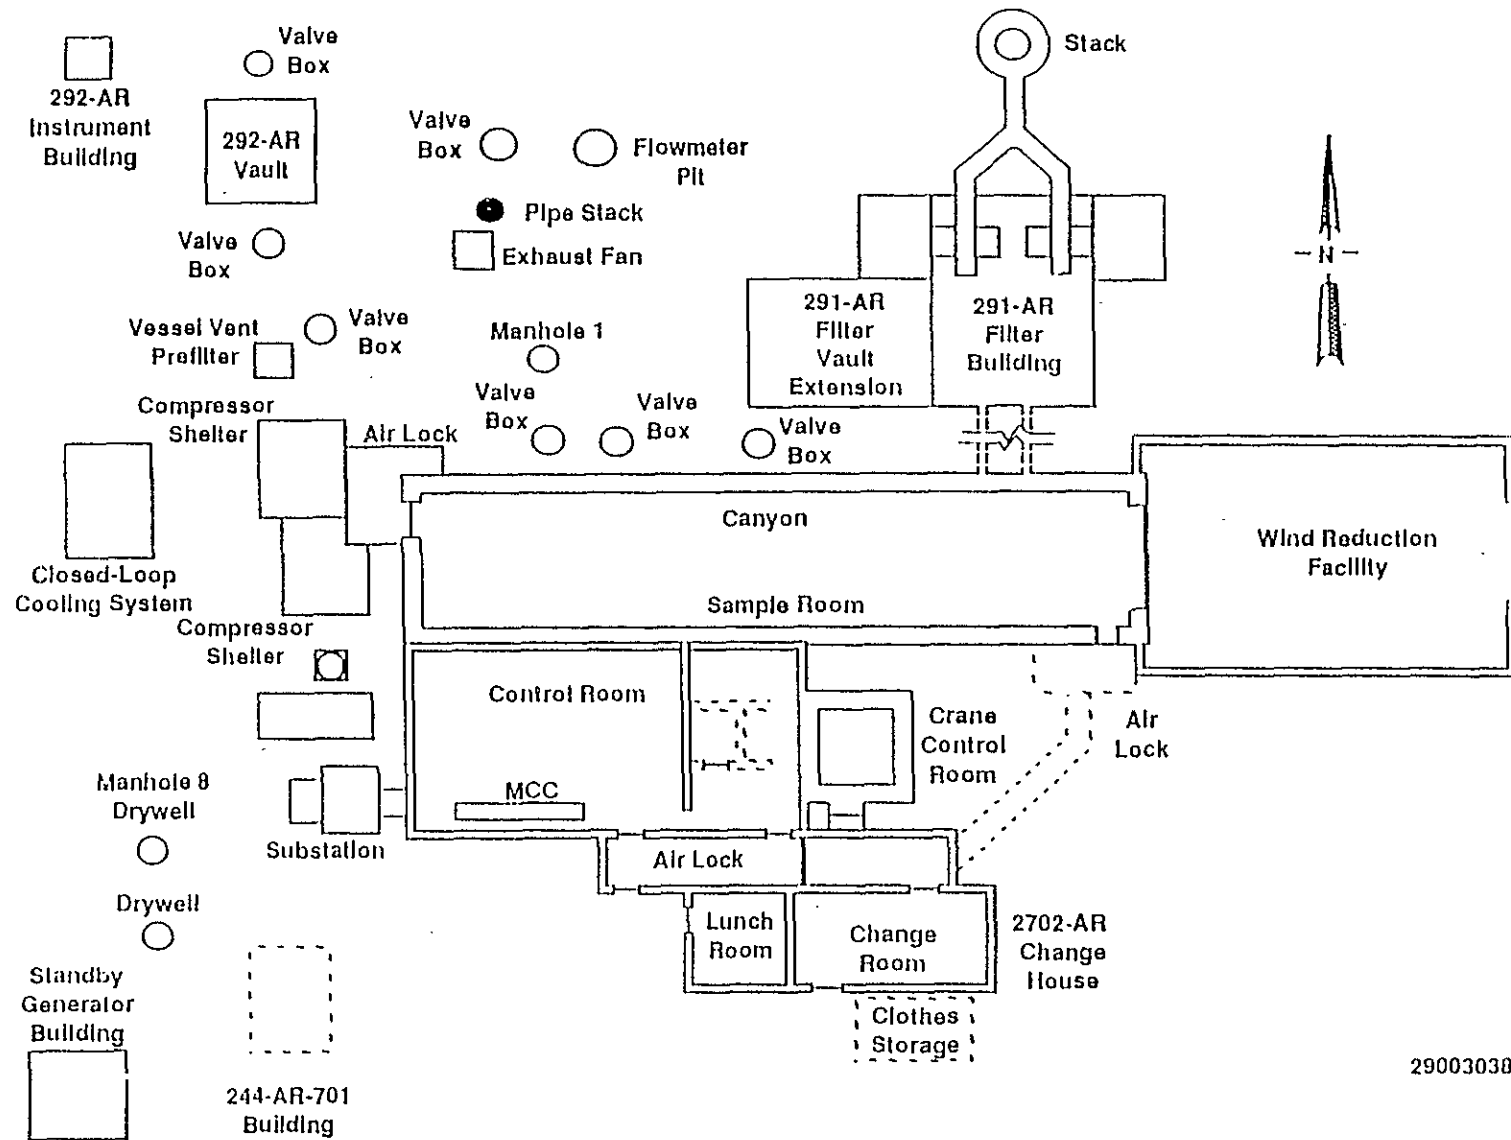 Valve
Box
Stack
292-AR
Instrument
Building
292-AR
Vault
Valve
Box
Flowmeter
Pit
Pipe Stack
Valve
Box
Exhaust Fan
N
291-AR
Filter
Vault
Extension
291-AR
Filter
Building
Vessel Vent
Prefilter
Valve
Box
Manhole 1
Valve
Box
Valve
Box
Valve
Box
Compressor
Shelter
Air Lock
Canyon
Wind Reduction
Facility
Closed-Loop
Cooling System
Sample Room
Compressor
Shelter
Control Room
Crane
Control
Room
Air
Lock
MCC
Manhole 8
Drywell
Substation
Air Lock
Drywell
Lunch
Room
Change
Room
2702-AR
Change
House
Standby
Generator
Building
Clothes
Storage
244-AR-701
Building
29003038